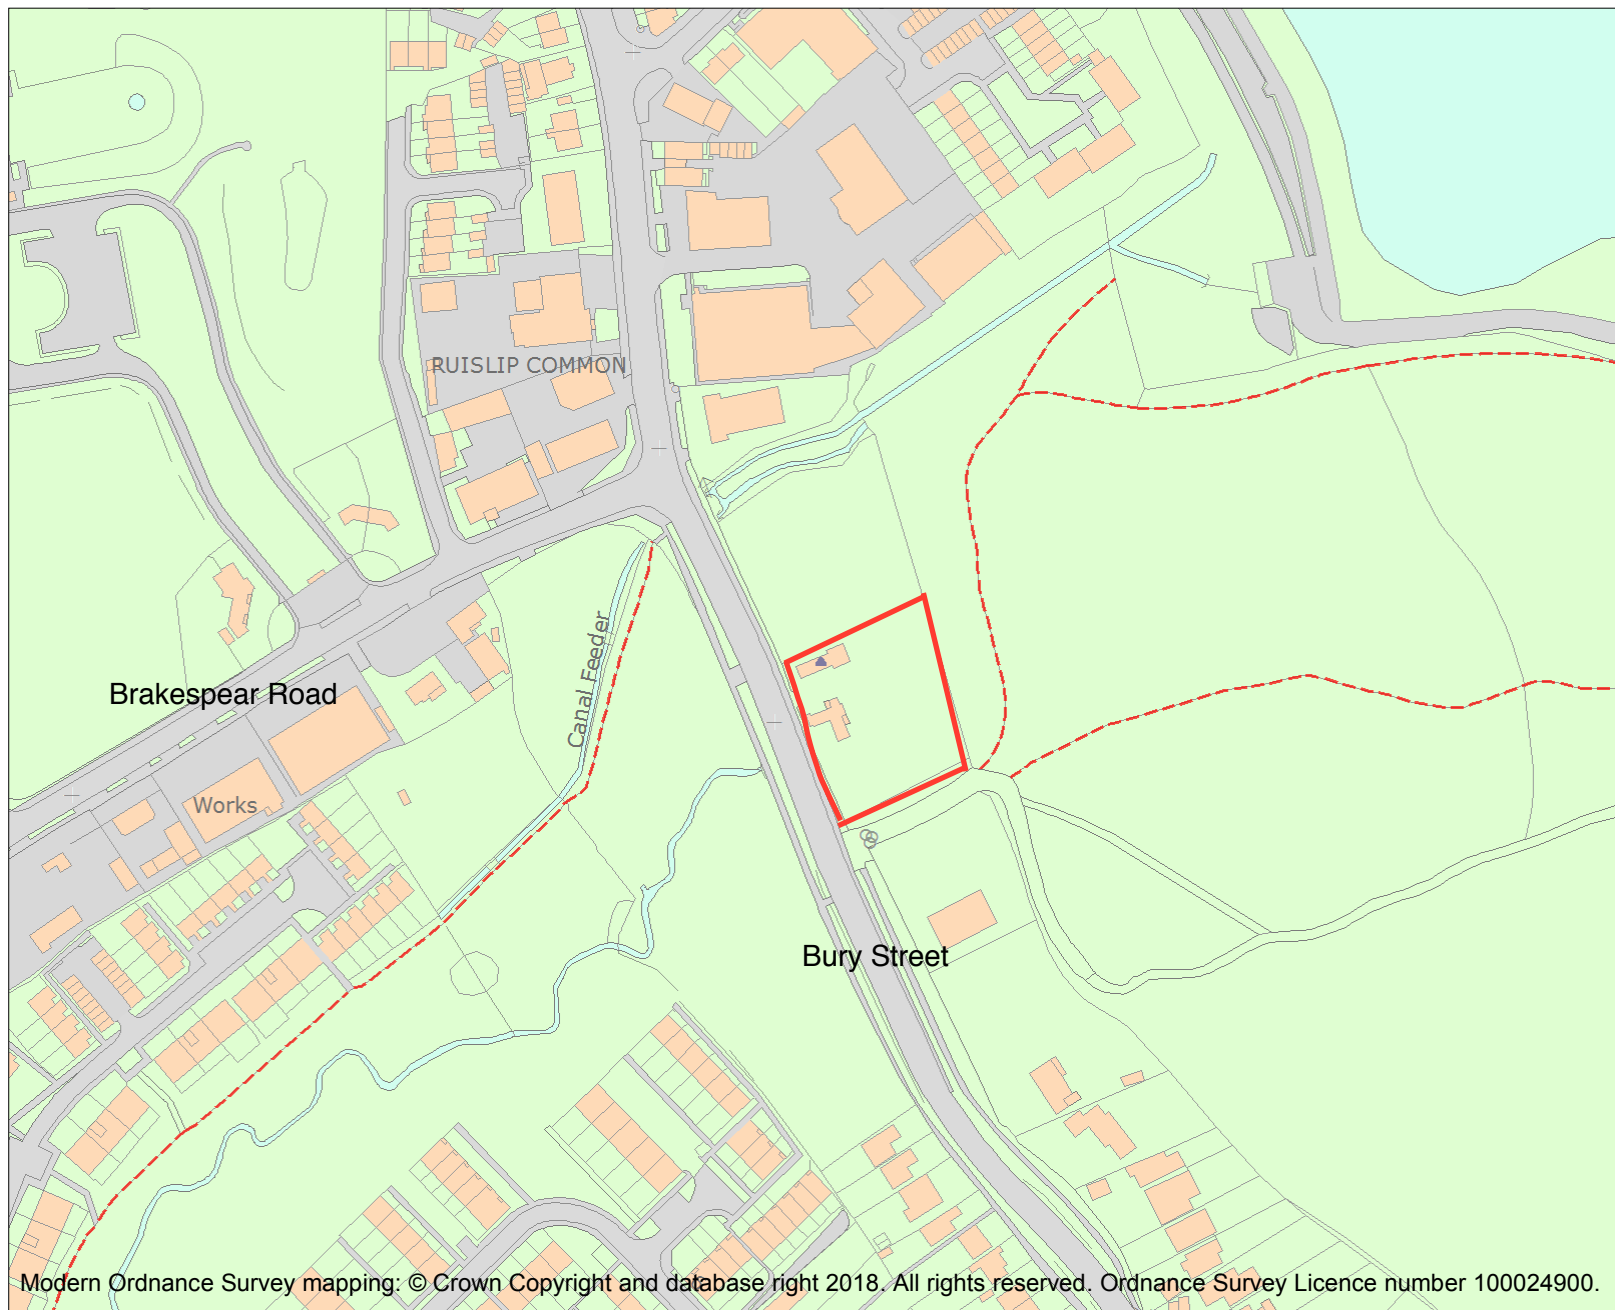 RUISLIP COMMON
Canal Feeder
Brakespear Road
Works
Bury Street
Modern Ordnance Survey mapping: © Crown Copyright and database right 2018. All rights reserved. Ordnance Survey Licence number 100024900.